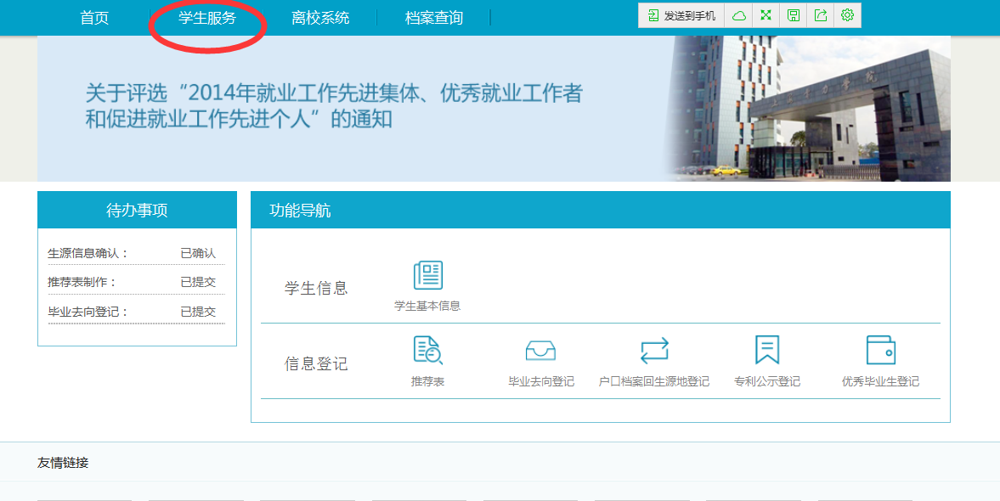 首页 学生服务 离校系统 档案查询 发送到手机
关于评选“2014年就业工作先进集体、优秀就业工作者
和促进就业工作先进个人”的通知
待办事项
生源信息确认： 已确认
推荐表制作： 已提交
毕业去向登记： 已提交
功能导航
学生信息
学生基本信息
信息登记
推荐表 毕业去向登记 户口档案回生源地登记 专利公示登记 优秀毕业生登记
友情链接